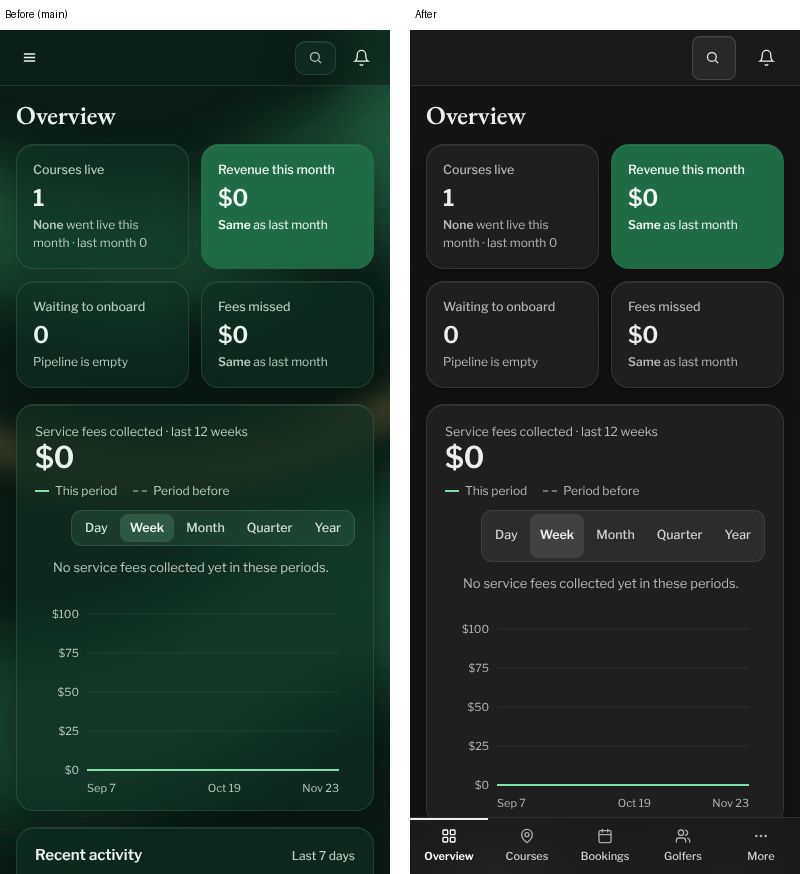 Before (main)
Overview
Courses live
1
None went live this
month · last month 0
Revenue this month
$0
Same as last month
Waiting to onboard
0
Pipeline is empty
Fees missed
$0
Same as last month
Service fees collected · last 12 weeks
$0
This period
Period before
Day Week Month Quarter Year
No service fees collected yet in these periods.
$100
$75
$50
$25
$0
Sep 7 Oct 19 Nov 23
Recent activity
Last 7 days
After
Overview
Courses live
1
None went live this
month · last month 0
Revenue this month
$0
Same as last month
Waiting to onboard
0
Pipeline is empty
Fees missed
$0
Same as last month
Service fees collected · last 12 weeks
$0
This period
Period before
Day Week Month Quarter Year
No service fees collected yet in these periods.
$100
$75
$50
$25
$0
Sep 7 Oct 19 Nov 23
Overview Courses Bookings Golfers More